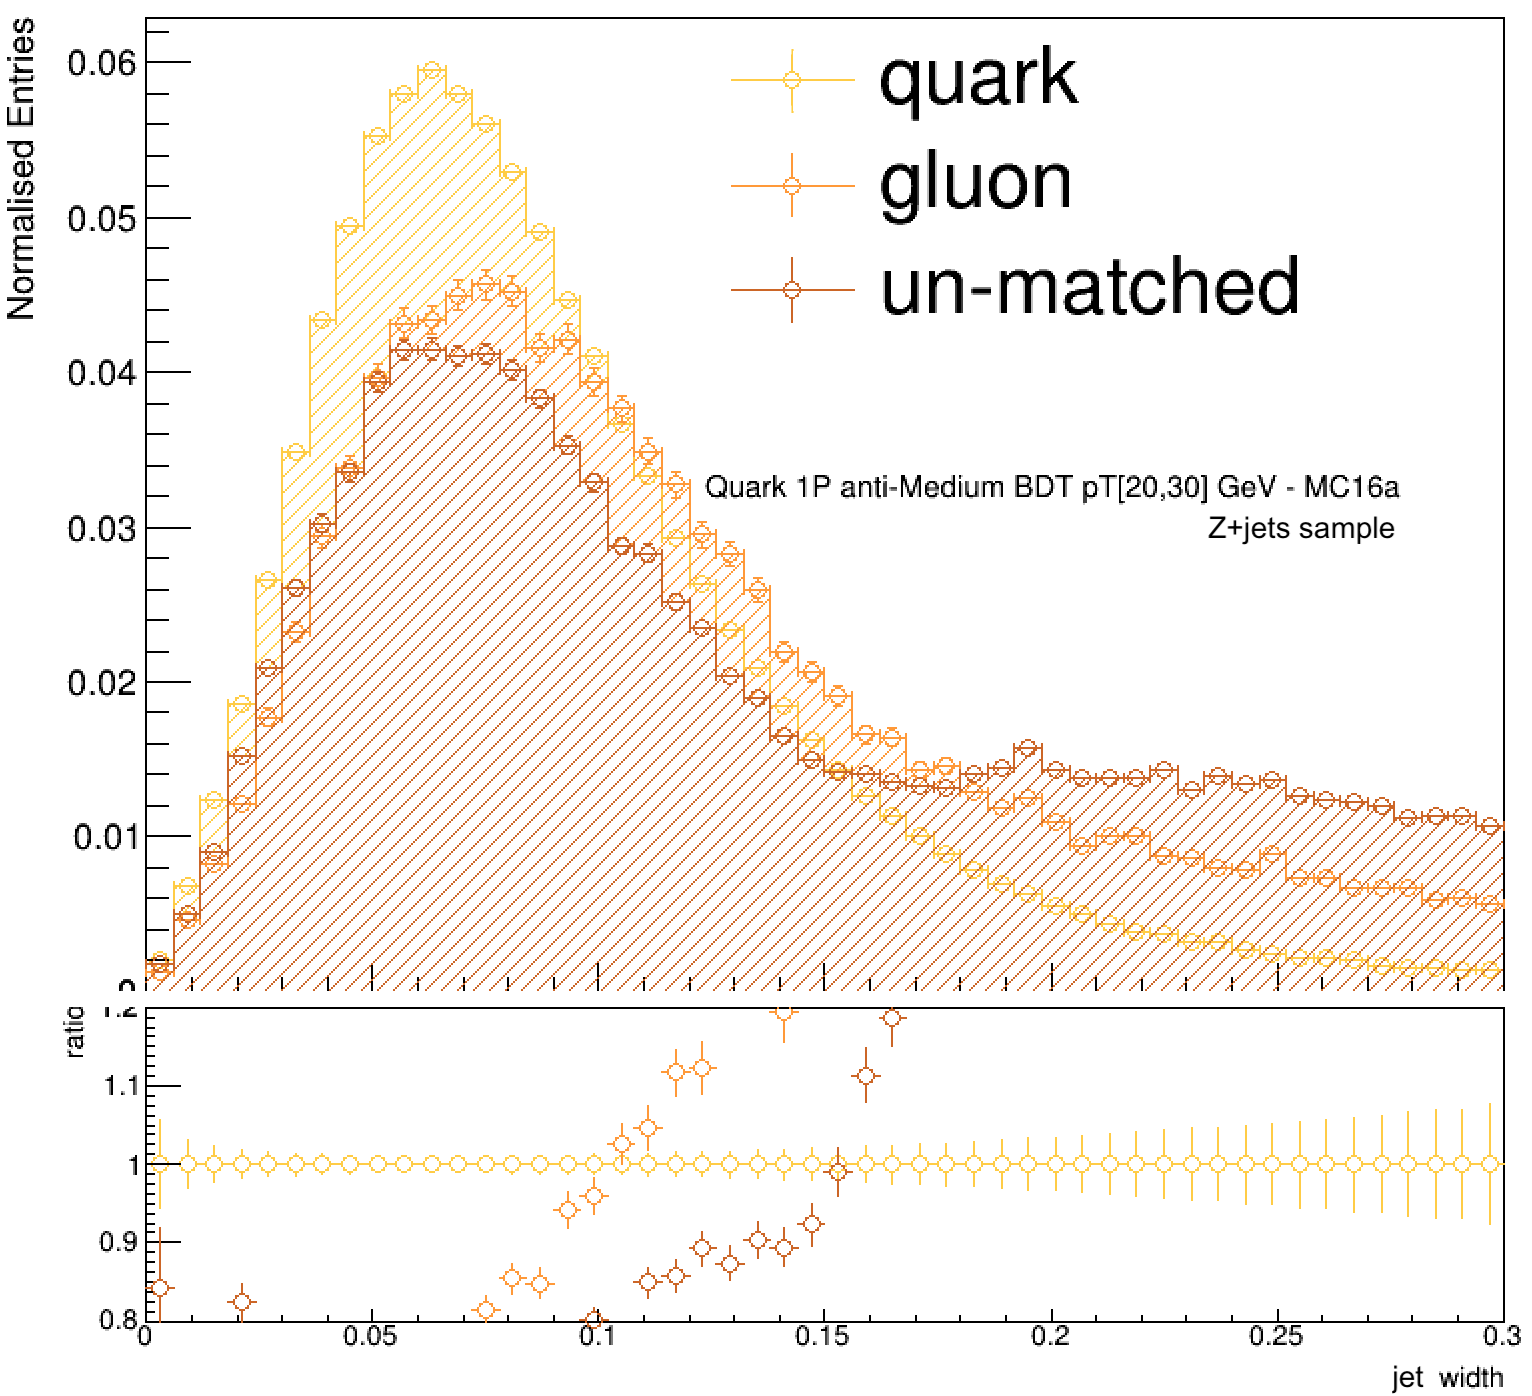 Normalised Entries
0.06
0.05
0.04
0.03
0.02
0.01
0
quark
gluon
un-matched
Quark 1P anti-Medium BDT pT[20,30] GeV - MC16a
Z+jets sample
ratio
1.2
1.1
1
0.9
0.8
0 0.05 0.1 0.15 0.2 0.25 0.3
jet width